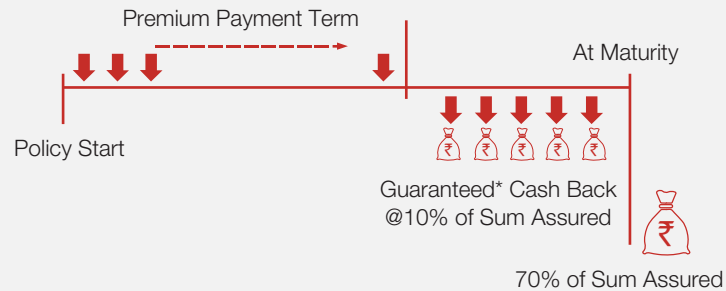 Premium Payment Term
At Maturity
Policy Start
₹ ₹ ₹ ₹ ₹
Guaranteed* Cash Back
@10% of Sum Assured
₹
70% of Sum Assured